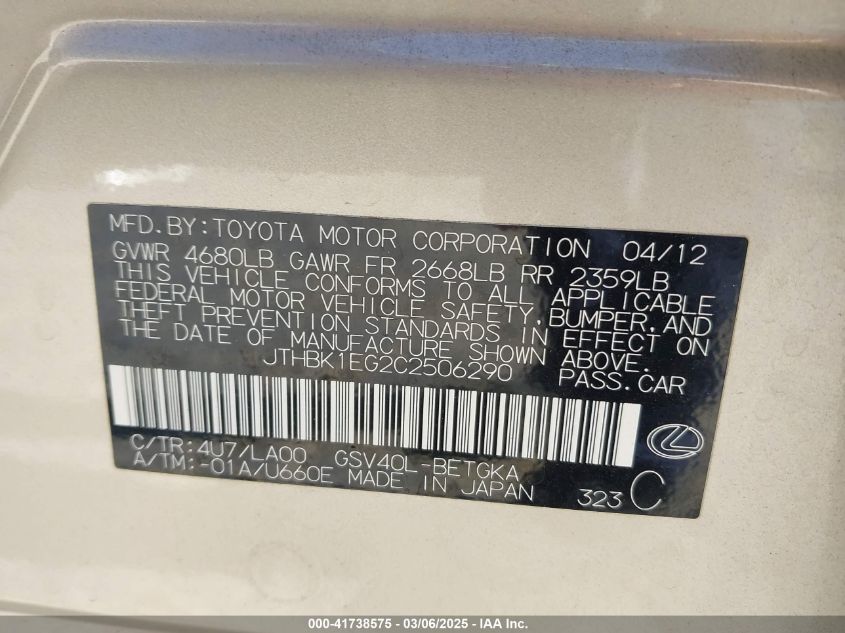 MFD.BY:TOYOTA MOTOR CORPORATION 04/12
GVWR 4680LB GAWR FR 2668LB RR 2359LB
THIS VEHICLE CONFORMS TO ALL APPLICABLE
FEDERAL MOTOR VEHICLE SAFETY,BUMPER,AND
THEFT PREVENTION STANDARDS IN EFFECT ON
THE DATE OF MANUFACTURE SHOWN ABOVE.
JTHBK1EG2C2506290 PASS.CAR
C/TR:4U7/LA00 GSV40L-BETGKA
A/TM:-01A/U660E MADE IN JAPAN 323 C
000-41738575 - 03/06/2025 - IAA Inc.